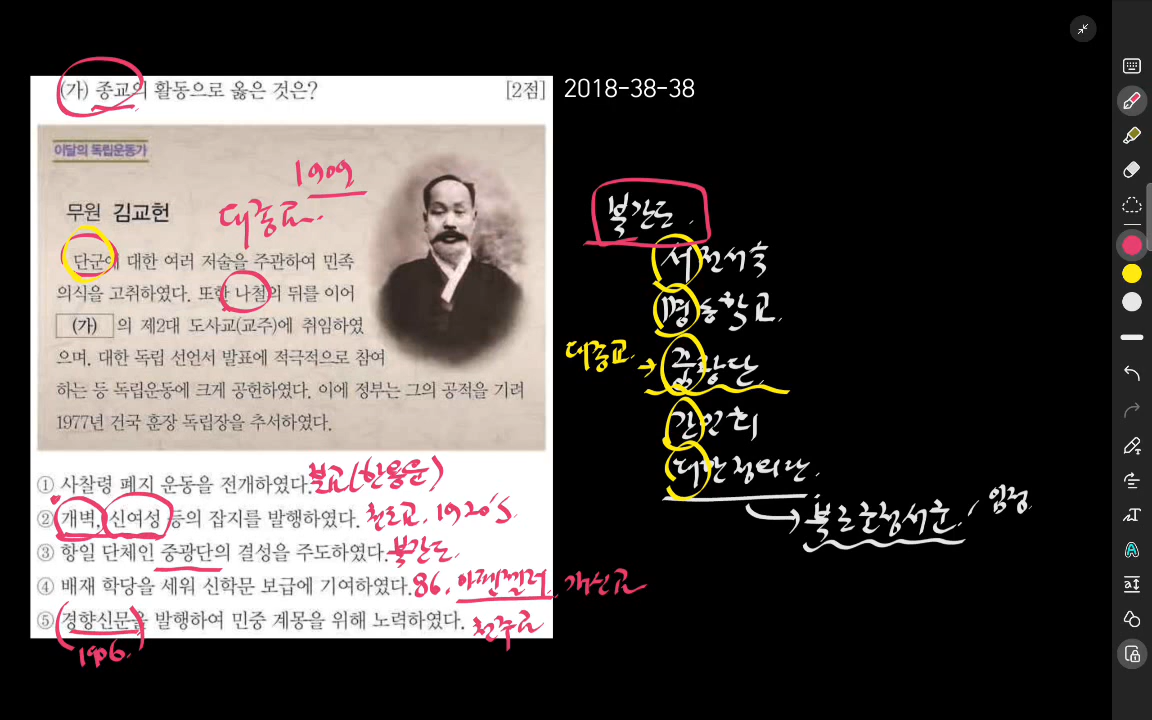 (가) 종교의 활동으로 옳은 것은? [2점]
2018-38-38
이달의 독립운동가
1909
무원 김교헌
대종교.
단군에 대한 여러 저술을 주관하여 민족
의식을 고취하였다. 또한 나철의 뒤를 이어
(가) 의 제2대 도사교(교주)에 취임하였
으며, 대한 독립 선언서 발표에 적극적으로 참여
하는 등 독립운동에 크게 공헌하였다. 이에 정부는 그의 공적을 기려
1977년 건국 훈장 독립장을 추서하였다.
① 사찰령 폐지 운동을 전개하였다. 불교(한용운)
② 개벽, 신여성 등의 잡지를 발행하였다. 천도교. 1920's
③ 항일 단체인 중광단의 결성을 주도하였다. 북간도.
④ 배재 학당을 세워 신학문 보급에 기여하였다. 86. 아펜젤러. 개신교
⑤ 경향신문을 발행하여 민중 계몽을 위해 노력하였다. 천주교
1906.
북간도.
서전서숙
명동학교.
대종교. → 중광단.
간민회
대한정의단.
북로군정서군. 임정.